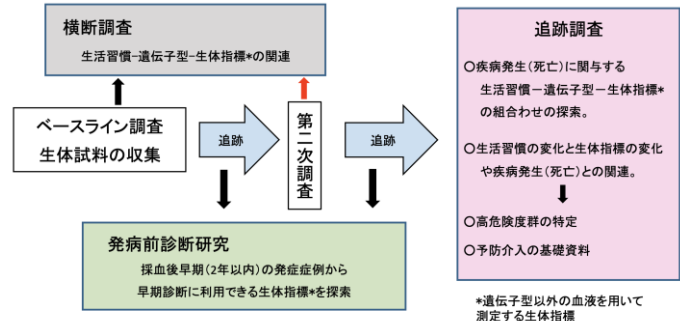 横断調査
生活習慣−遺伝子型−生体指標*の関連
ベースライン調査
生体試料の収集
追跡
第二次調査
追跡
発病前診断研究
採血後早期（2年以内）の発症症例から
早期診断に利用できる生体指標*を探索
追跡調査
○疾病発生（死亡）に関与する
生活習慣−遺伝子型−生体指標*
の組合わせの探索。
○生活習慣の変化と生体指標の変化
や疾病発生（死亡）との関連。
○高危険度群の特定
○予防介入の基礎資料
*遺伝子型以外の血液を用いて
測定する生体指標